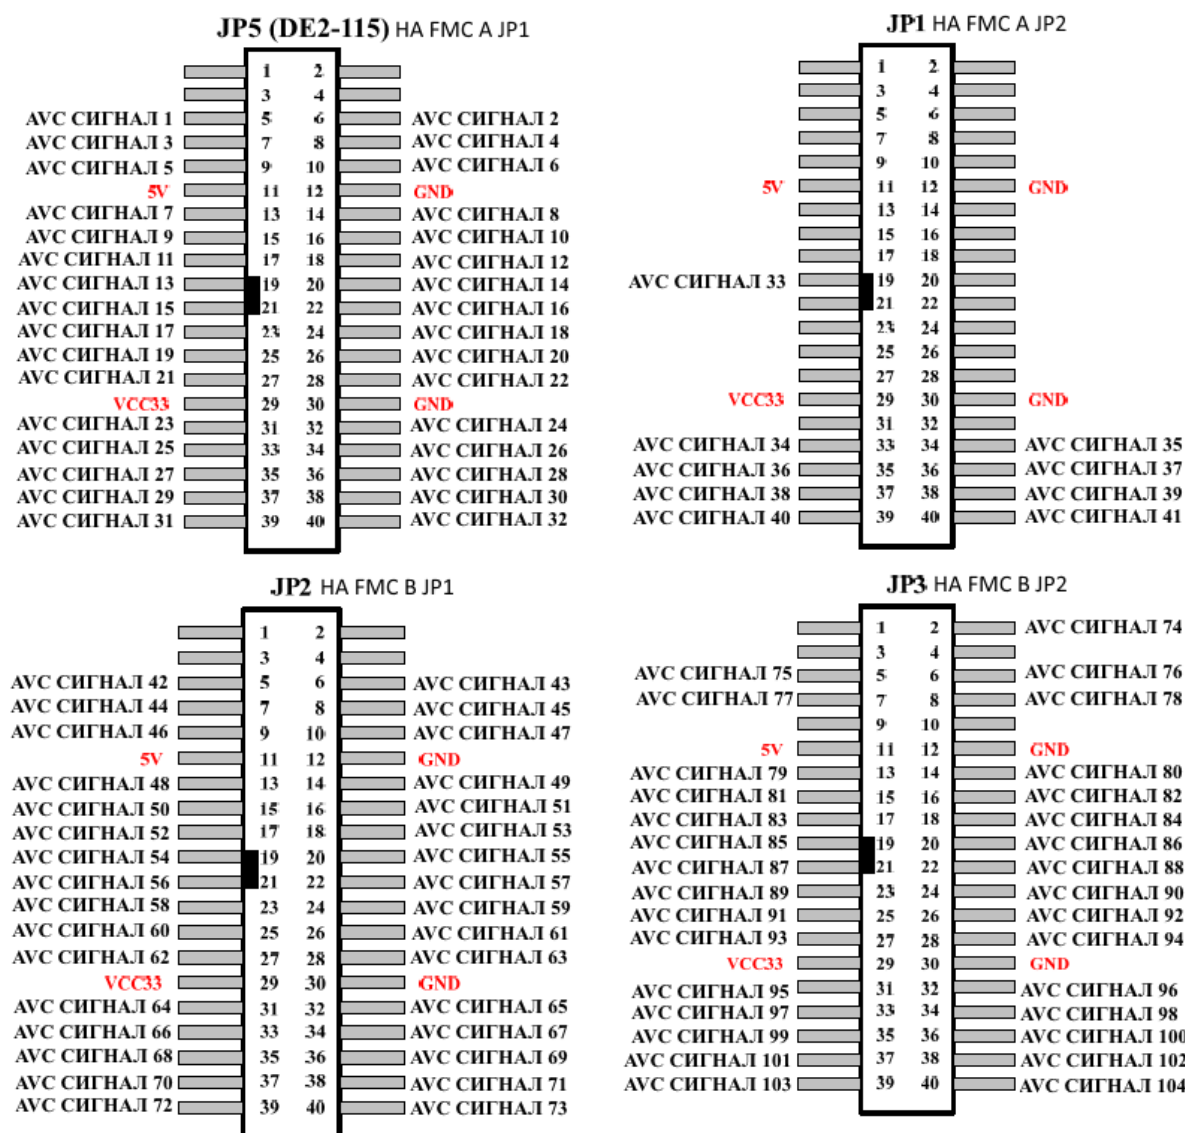 JP5 (DE2-115) НА FMC A JP1
1 2
3 4
AVC СИГНАЛ 1 5 6 AVC СИГНАЛ 2
AVC СИГНАЛ 3 7 8 AVC СИГНАЛ 4
AVC СИГНАЛ 5 9 10 AVC СИГНАЛ 6
5V 11 12 GND
AVC СИГНАЛ 7 13 14 AVC СИГНАЛ 8
AVC СИГНАЛ 9 15 16 AVC СИГНАЛ 10
AVC СИГНАЛ 11 17 18 AVC СИГНАЛ 12
AVC СИГНАЛ 13 19 20 AVC СИГНАЛ 14
AVC СИГНАЛ 15 21 22 AVC СИГНАЛ 16
AVC СИГНАЛ 17 23 24 AVC СИГНАЛ 18
AVC СИГНАЛ 19 25 26 AVC СИГНАЛ 20
AVC СИГНАЛ 21 27 28 AVC СИГНАЛ 22
VCC33 29 30 GND
AVC СИГНАЛ 23 31 32 AVC СИГНАЛ 24
AVC СИГНАЛ 25 33 34 AVC СИГНАЛ 26
AVC СИГНАЛ 27 35 36 AVC СИГНАЛ 28
AVC СИГНАЛ 29 37 38 AVC СИГНАЛ 30
AVC СИГНАЛ 31 39 40 AVC СИГНАЛ 32
JP1 НА FMC A JP2
1 2
3 4
5 6
7 8
9 10
5V 11 12 GND
13 14
15 16
17 18
AVC СИГНАЛ 33 19 20
21 22
23 24
25 26
27 28
VCC33 29 30 GND
31 32
AVC СИГНАЛ 34 33 34 AVC СИГНАЛ 35
AVC СИГНАЛ 36 35 36 AVC СИГНАЛ 37
AVC СИГНАЛ 38 37 38 AVC СИГНАЛ 39
AVC СИГНАЛ 40 39 40 AVC СИГНАЛ 41
JP2 НА FMC B JP1
1 2
3 4
AVC СИГНАЛ 42 5 6 AVC СИГНАЛ 43
AVC СИГНАЛ 44 7 8 AVC СИГНАЛ 45
AVC СИГНАЛ 46 9 10 AVC СИГНАЛ 47
5V 11 12 GND
AVC СИГНАЛ 48 13 14 AVC СИГНАЛ 49
AVC СИГНАЛ 50 15 16 AVC СИГНАЛ 51
AVC СИГНАЛ 52 17 18 AVC СИГНАЛ 53
AVC СИГНАЛ 54 19 20 AVC СИГНАЛ 55
AVC СИГНАЛ 56 21 22 AVC СИГНАЛ 57
AVC СИГНАЛ 58 23 24 AVC СИГНАЛ 59
AVC СИГНАЛ 60 25 26 AVC СИГНАЛ 61
AVC СИГНАЛ 62 27 28 AVC СИГНАЛ 63
VCC33 29 30 GND
AVC СИГНАЛ 64 31 32 AVC СИГНАЛ 65
AVC СИГНАЛ 66 33 34 AVC СИГНАЛ 67
AVC СИГНАЛ 68 35 36 AVC СИГНАЛ 69
AVC СИГНАЛ 70 37 38 AVC СИГНАЛ 71
AVC СИГНАЛ 72 39 40 AVC СИГНАЛ 73
JP3 НА FMC B JP2
1 2 AVC СИГНАЛ 74
3 4
AVC СИГНАЛ 75 5 6 AVC СИГНАЛ 76
AVC СИГНАЛ 77 7 8 AVC СИГНАЛ 78
9 10
5V 11 12 GND
AVC СИГНАЛ 79 13 14 AVC СИГНАЛ 80
AVC СИГНАЛ 81 15 16 AVC СИГНАЛ 82
AVC СИГНАЛ 83 17 18 AVC СИГНАЛ 84
AVC СИГНАЛ 85 19 20 AVC СИГНАЛ 86
AVC СИГНАЛ 87 21 22 AVC СИГНАЛ 88
AVC СИГНАЛ 89 23 24 AVC СИГНАЛ 90
AVC СИГНАЛ 91 25 26 AVC СИГНАЛ 92
AVC СИГНАЛ 93 27 28 AVC СИГНАЛ 94
VCC33 29 30 GND
AVC СИГНАЛ 95 31 32 AVC СИГНАЛ 96
AVC СИГНАЛ 97 33 34 AVC СИГНАЛ 98
AVC СИГНАЛ 99 35 36 AVC СИГНАЛ 100
AVC СИГНАЛ 101 37 38 AVC СИГНАЛ 102
AVC СИГНАЛ 103 39 40 AVC СИГНАЛ 104